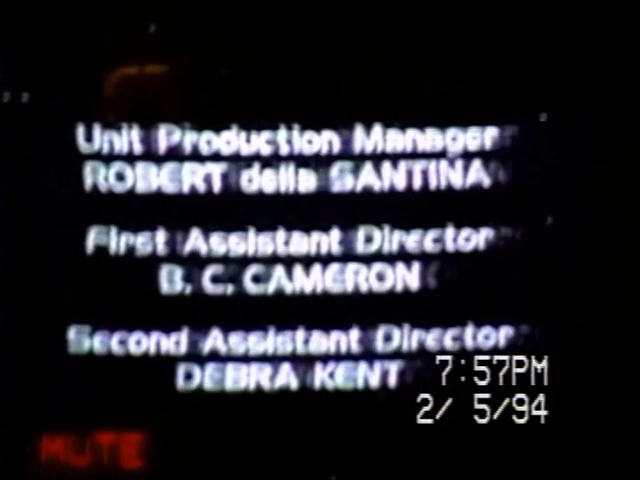 Unit Production Manager
ROBERT della SANTINA
First Assistant Director
B. C. CAMERON
Second Assistant Director
DEBRA KENT
7:57PM
2/ 5/94
MUTE